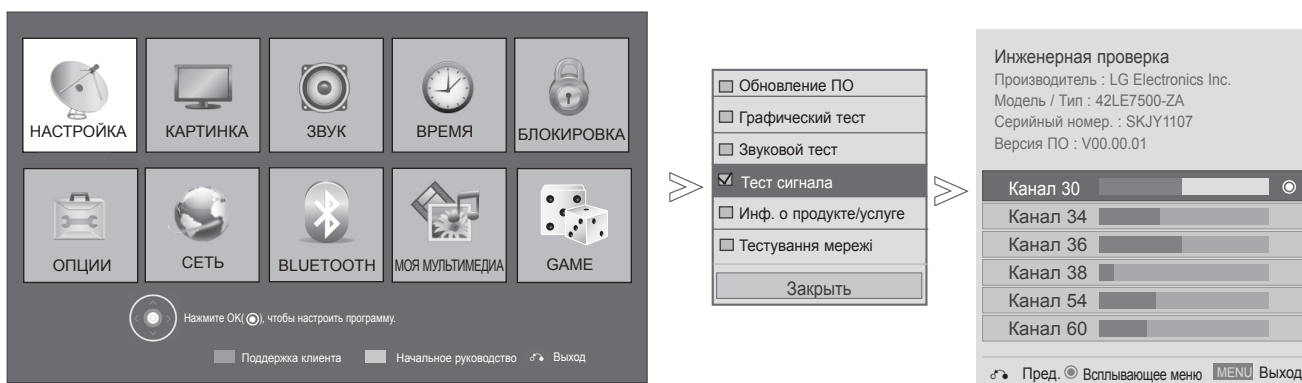 НАСТРОЙКА КАРТИНКА ЗВУК ВРЕМЯ БЛОКИРОВКА
ОПЦИИ СЕТЬ BLUETOOTH МОЯ МУЛЬТИМЕДИА GAME
Нажмите OK(◉), чтобы настроить программу.
Поддержка клиента Начальное руководство Выход
Обновление ПО
Графический тест
Звуковой тест
Тест сигнала
Инф. о продукте/услуге
Тестування мережі
Закрыть
Инженерная проверка
Производитель : LG Electronics Inc.
Модель / Тип : 42LE7500-ZA
Серийный номер. : SKJY1107
Версия ПО : V00.00.01
Канал 30
Канал 34
Канал 36
Канал 38
Канал 54
Канал 60
Пред. ◉ Всплывающее меню MENU Выход